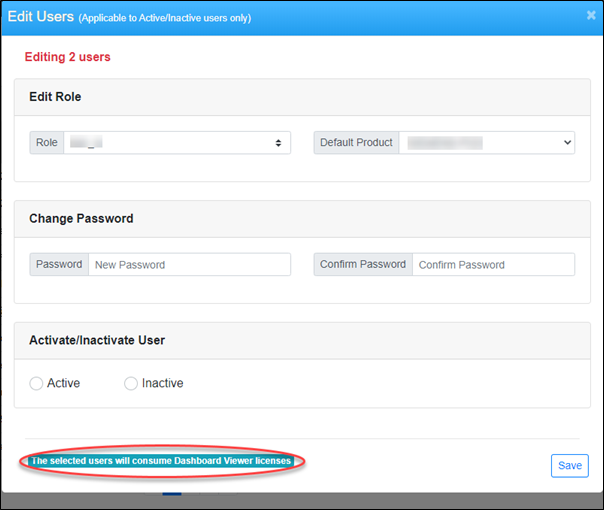 Edit Users (Applicable to Active/Inactive users only) ×
Editing 2 users
Edit Role
Role Default Product
Change Password
Password New Password Confirm Password Confirm Password
Activate/Inactivate User
Active Inactive
The selected users will consume Dashboard Viewer licenses
Save